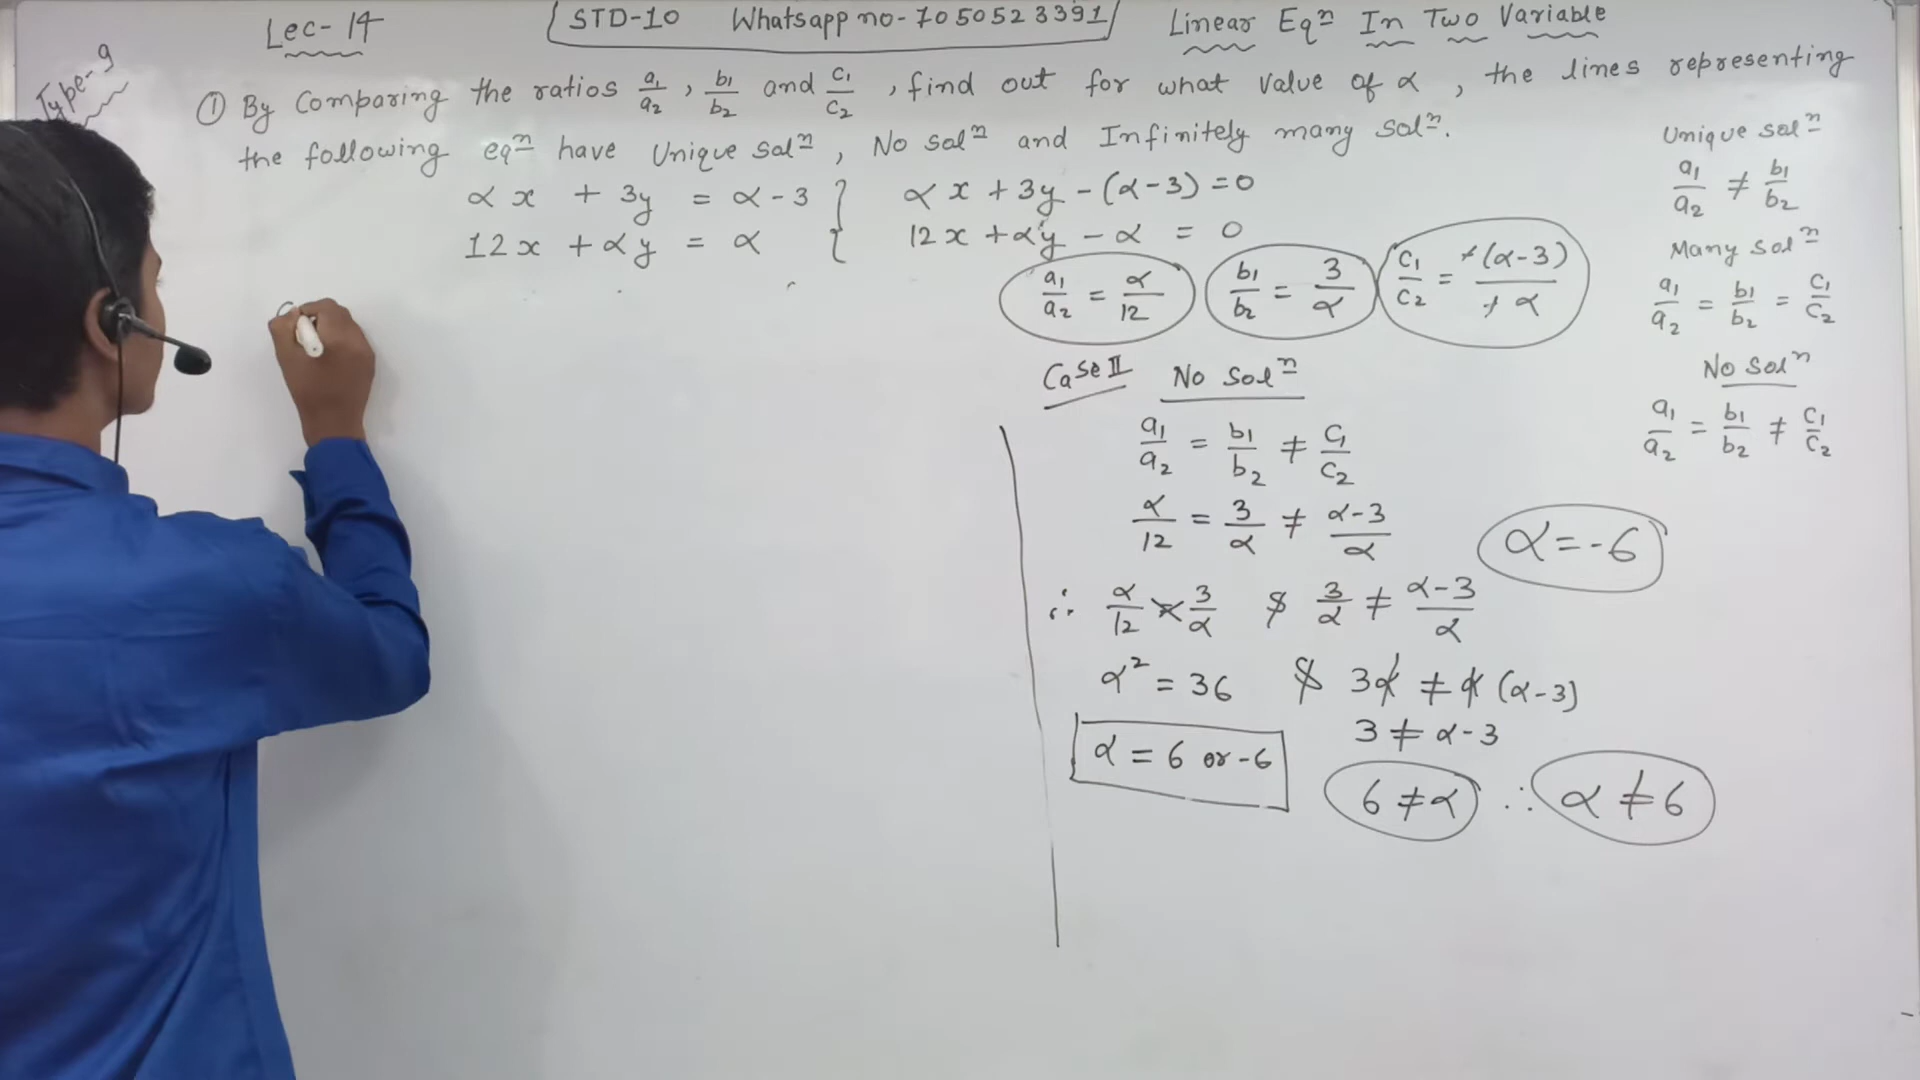 Lec-14
STD-10 Whatsapp no-7050523391
Linear Eqⁿ In Two Variable
Type-9
① By Comparing the ratios a₁/a₂, b₁/b₂ and c₁/c₂, find out for what value of α, the lines representing
the following eqⁿ have Unique solⁿ, No solⁿ and Infinitely many solⁿ.
αx + 3y = α-3 } αx + 3y - (α-3) = 0
12x + αy = α } 12x + αy - α = 0
a₁/a₂ = α/12
b₁/b₂ = 3/α
c₁/c₂ = -(α-3)/-α
Unique solⁿ
a₁/a₂ ≠ b₁/b₂
Many solⁿ
a₁/a₂ = b₁/b₂ = c₁/c₂
No solⁿ
a₁/a₂ = b₁/b₂ ≠ c₁/c₂
Case II No solⁿ
a₁/a₂ = b₁/b₂ ≠ c₁/c₂
α/12 = 3/α ≠ α-3/α
α = -6
∴ α/12 = 3/α & 3/α ≠ α-3/α
α² = 36 & 3α ≠ α(α-3)
3 ≠ α-3
α = 6 or -6
6 ≠ α ∴ α ≠ 6